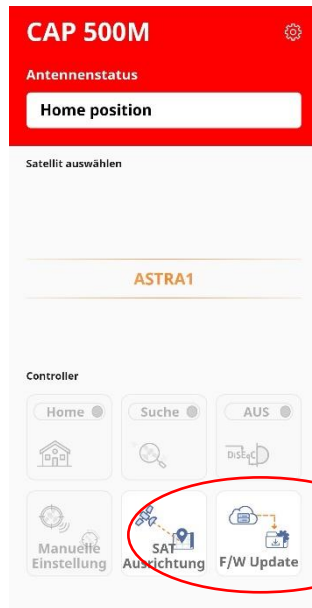 CAP 500M
Antennenstatus
Home position
Satellit auswählen
ASTRA1
Controller
Home
Suche
AUS
DiSEqC
Manuelle
Einstellung
SAT
Ausrichtung
F/W Update